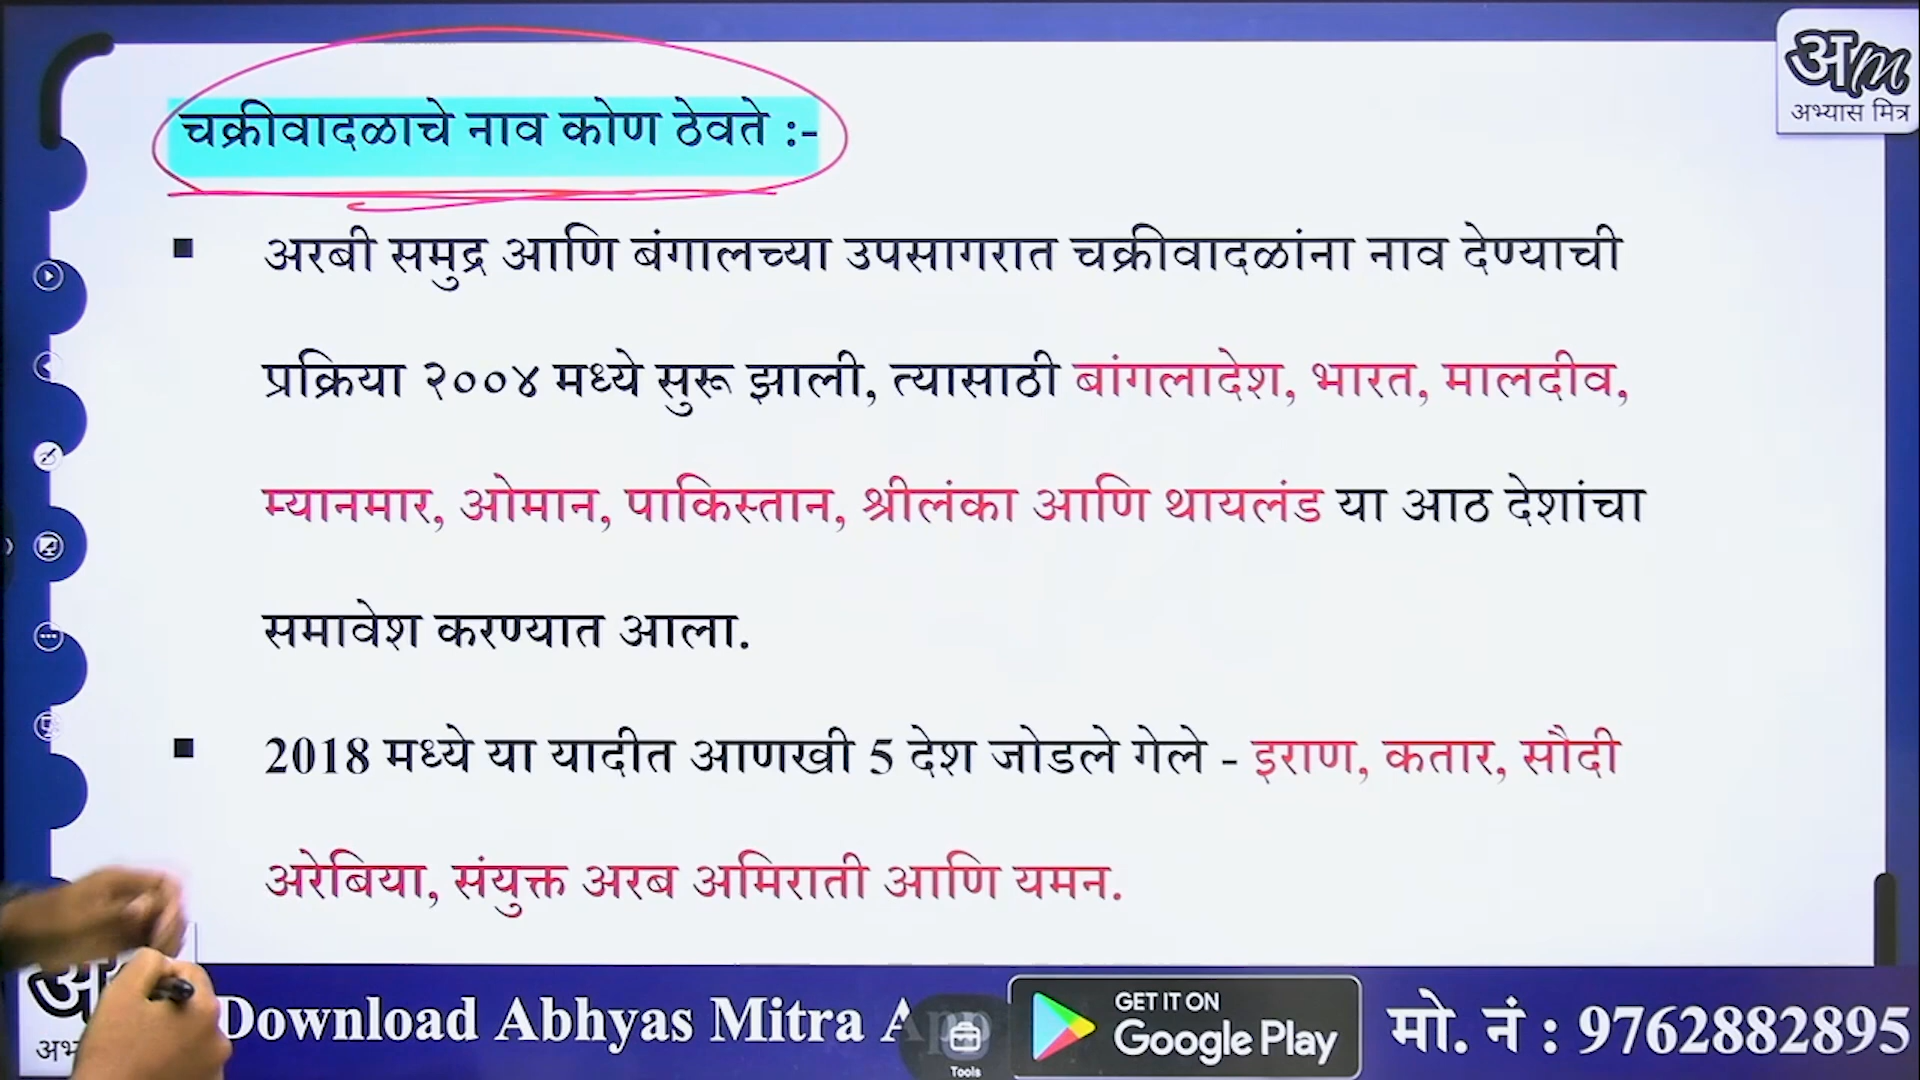 चक्रीवादळाचे नाव कोण ठेवते :-
अm
अभ्यास मित्र
▪ अरबी समुद्र आणि बंगालच्या उपसागरात चक्रीवादळांना नाव देण्याची
प्रक्रिया २००४ मध्ये सुरू झाली, त्यासाठी बांगलादेश, भारत, मालदीव,
म्यानमार, ओमान, पाकिस्तान, श्रीलंका आणि थायलंड या आठ देशांचा
समावेश करण्यात आला.
▪ 2018 मध्ये या यादीत आणखी 5 देश जोडले गेले - इराण, कतार, सौदी
अरेबिया, संयुक्त अरब अमिराती आणि यमन.
Download Abhyas Mitra App
Tools
GET IT ON
Google Play
मो. नं : 9762882895